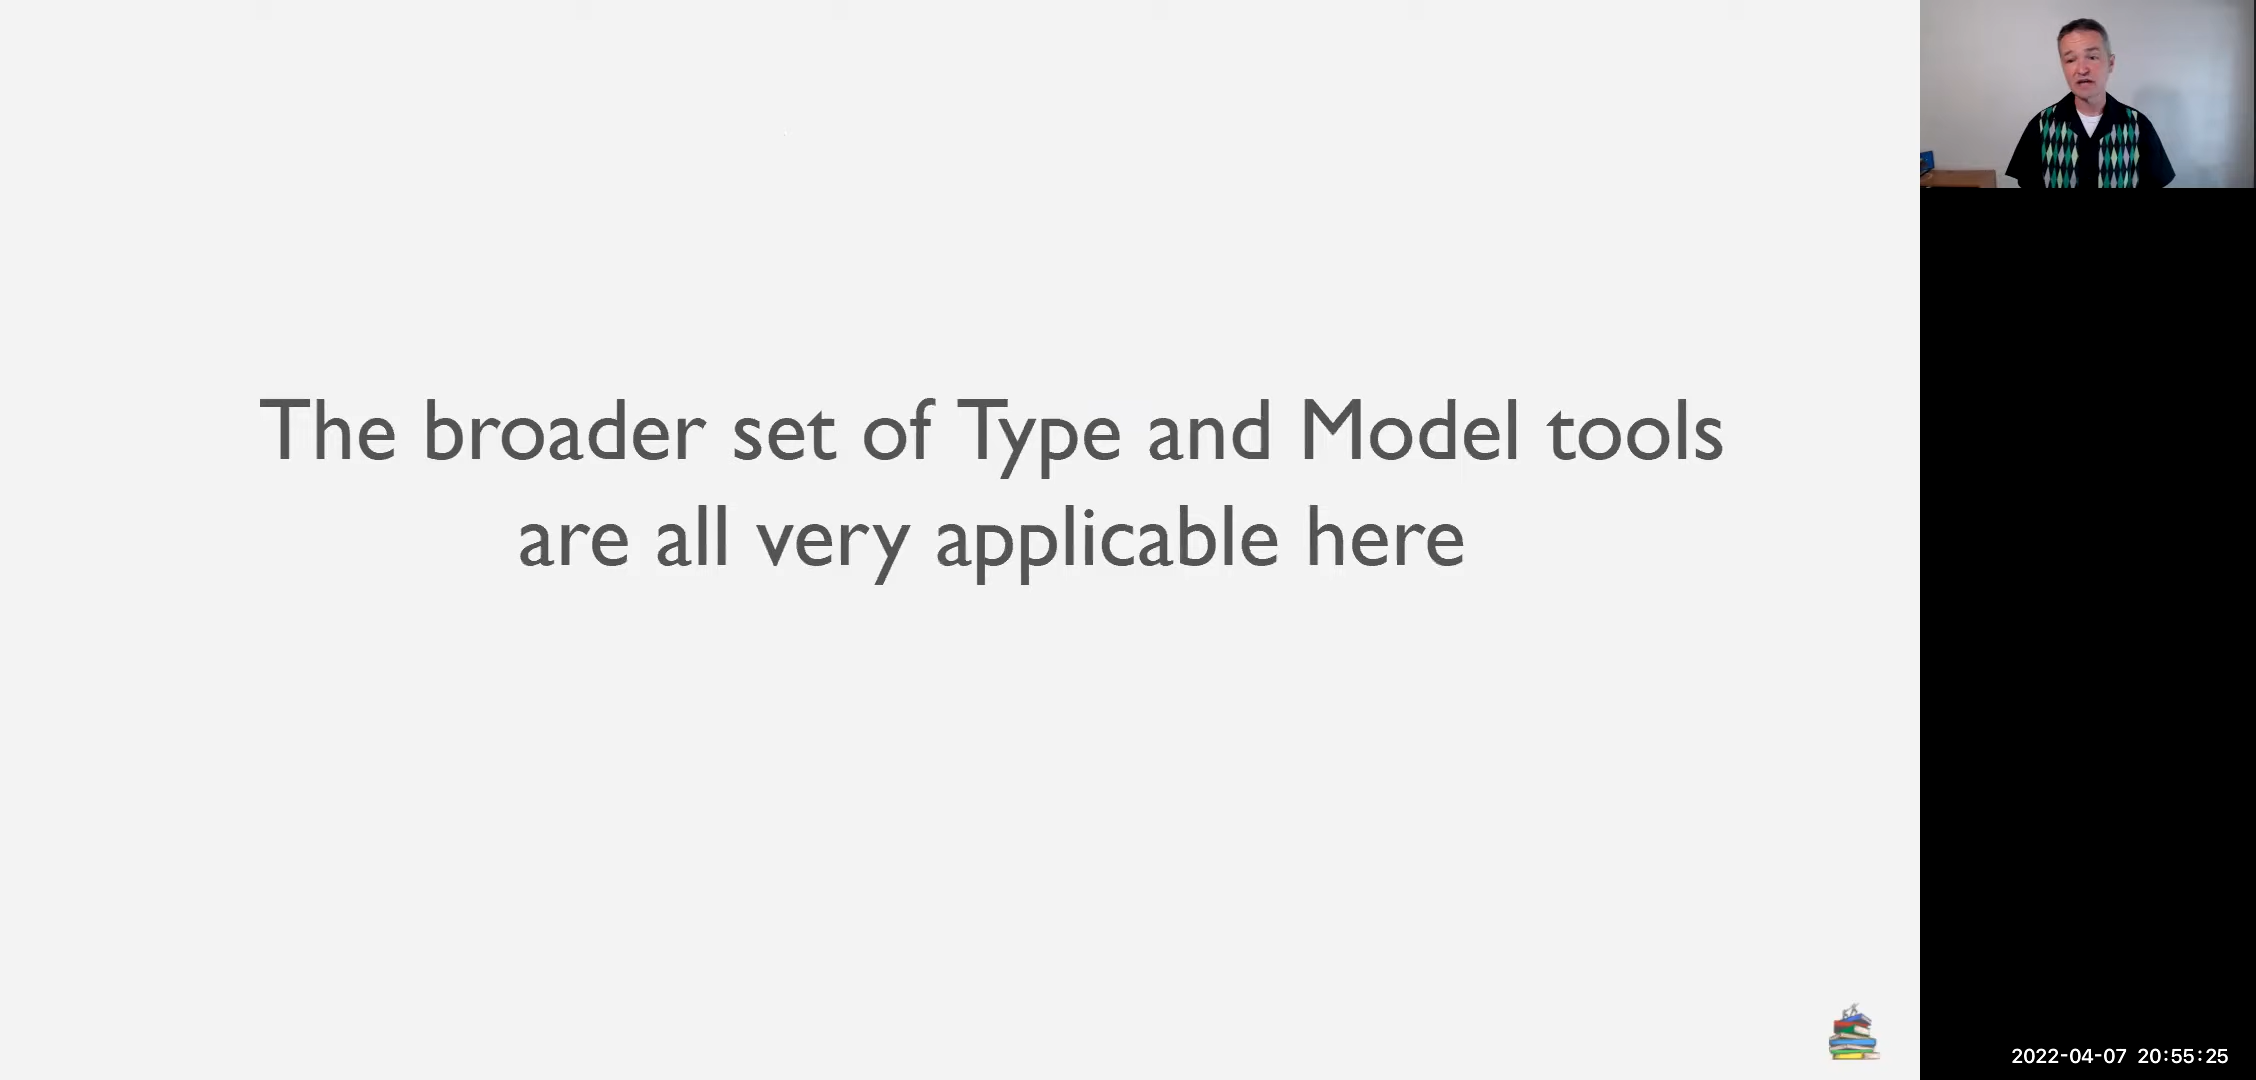 The broader set of Type and Model tools
are all very applicable here
2022-04-07 20:55:25